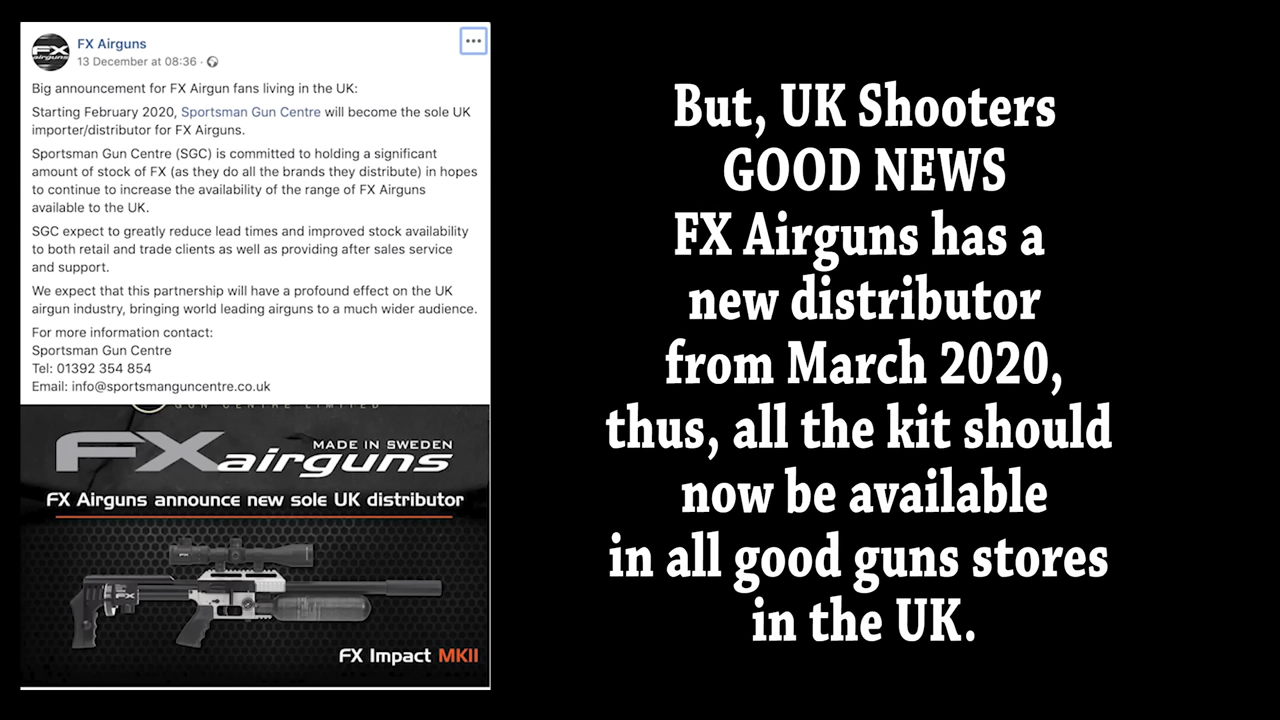 FX Airguns
13 December at 08:36 ·
Big announcement for FX Airgun fans living in the UK:
Starting February 2020, Sportsman Gun Centre will become the sole UK
importer/distributor for FX Airguns.
Sportsman Gun Centre (SGC) is committed to holding a significant
amount of stock of FX (as they do all the brands they distribute) in hopes
to continue to increase the availability of the range of FX Airguns
available to the UK.
SGC expect to greatly reduce lead times and improved stock availability
to both retail and trade clients as well as providing after sales service
and support.
We expect that this partnership will have a profound effect on the UK
airgun industry, bringing world leading airguns to a much wider audience.
For more information contact:
Sportsman Gun Centre
Tel: 01392 354 854
Email: info@sportsmanguncentre.co.uk
GUN CENTRE LIMITED
MADE IN SWEDEN
FX airguns
FX Airguns announce new sole UK distributor
FX
FX Impact MKII
But, UK Shooters
GOOD NEWS
FX Airguns has a
new distributor
from March 2020,
thus, all the kit should
now be available
in all good guns stores
in the UK.